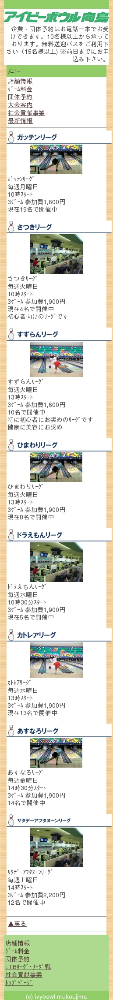 アイビーボウル向島
企業・団体予約はお電話一本でお受
けできます。10名様以上から承って
おります。無料送迎バスをご利用下
さい（15名様以上) ※前日までにお申
込み下さい。
ﾒﾆｭｰ
店舗情報
ｹﾞｰﾑ料金
団体予約
大会案内
社会貢献事業
最新情報
ガッテンリーグ
ｶﾞｯﾃﾝﾘｰｸﾞ
毎週月曜日
10時ｽﾀｰﾄ
3ｹﾞｰﾑ 参加費1,600円
現在19名で開催中
さつきリーグ
さつきﾘｰｸﾞ
毎週火曜日
10時ｽﾀｰﾄ
3ｹﾞｰﾑ 参加費1,900円
現在4名で開催中
初心者向けのﾘｰｸﾞです
すずらんリーグ
すずらんﾘｰｸﾞ
毎週火曜日
13時ｽﾀｰﾄ
3ｹﾞｰﾑ 参加費1,600円
10名で開催中
特に初心者にお奨めのﾘｰｸﾞです
健康に美容にお奨め
ひまわりリーグ
ひまわりﾘｰｸﾞ
毎週火曜日
13時ｽﾀｰﾄ
3ｹﾞｰﾑ 参加費1,900円
現在8名で開催中
ドラえもんリーグ
ﾄﾞﾗえもんﾘｰｸﾞ
毎週水曜日
10時30分ｽﾀｰﾄ
3ｹﾞｰﾑ 参加費1,900円
現在5名で開催中
カトレアリーグ
ｶﾄﾚｱﾘｰｸﾞ
毎週水曜日
13時ｽﾀｰﾄ
3ｹﾞｰﾑ 参加費1,900円
現在13名で開催中
あすなろリーグ
あすなろﾘｰｸﾞ
毎週金曜日
14時30分ｽﾀｰﾄ
3ｹﾞｰﾑ 参加費1,900円
14名で開催中
サタデーアフタヌーンリーグ
ｻﾀﾃﾞｰｱﾌﾀﾇｰﾝﾘｰｸﾞ
毎週土曜日
14時ｽﾀｰﾄ
3ｹﾞｰﾑ 参加費2,200円
12名で開催中
▲戻る
店舗情報
ｹﾞｰﾑ料金
団体予約
LTBﾘｰｸﾞ･ﾘｰｸﾞ戦
社会貢献事業
ﾄｯﾌﾟﾍﾟｰｼﾞ
(c) ivybowl mukoujima